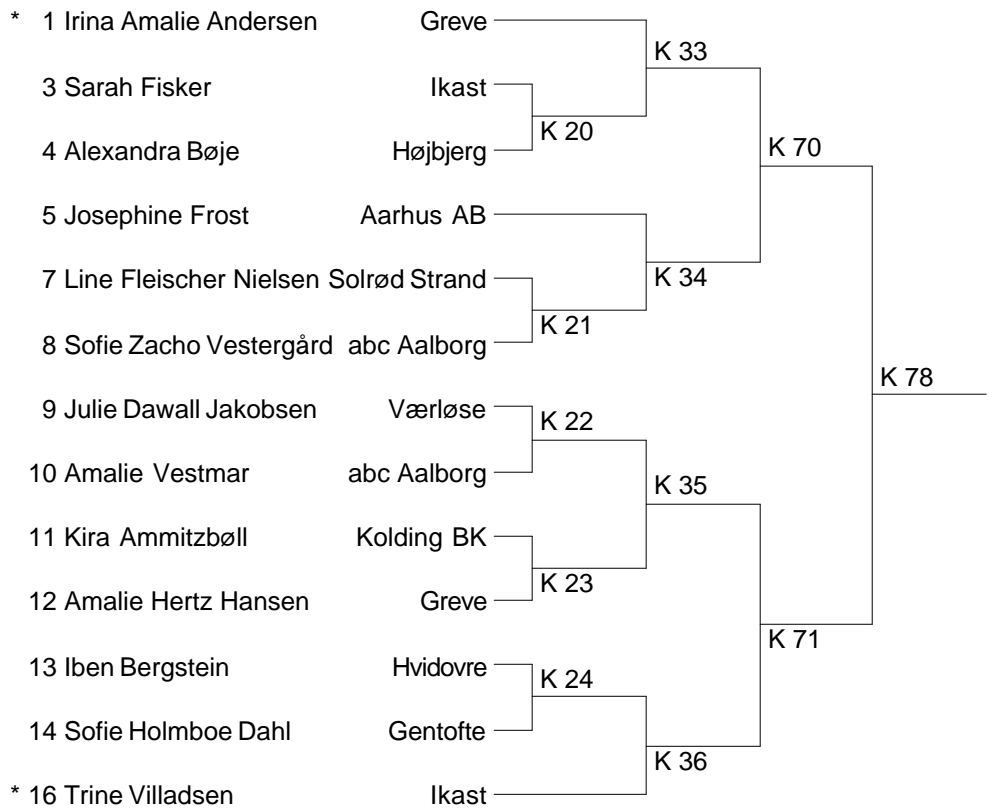 * 1 Irina Amalie Andersen Greve
K 33
3 Sarah Fisker Ikast
K 20
4 Alexandra Bøje Højbjerg
K 70
5 Josephine Frost Aarhus AB
K 34
7 Line Fleischer Nielsen Solrød Strand
K 21
8 Sofie Zacho Vestergård abc Aalborg
K 78
9 Julie Dawall Jakobsen Værløse
K 22
10 Amalie Vestmar abc Aalborg
K 35
11 Kira Ammitzbøll Kolding BK
K 23
12 Amalie Hertz Hansen Greve
K 71
13 Iben Bergstein Hvidovre
K 24
14 Sofie Holmboe Dahl Gentofte
K 36
* 16 Trine Villadsen Ikast